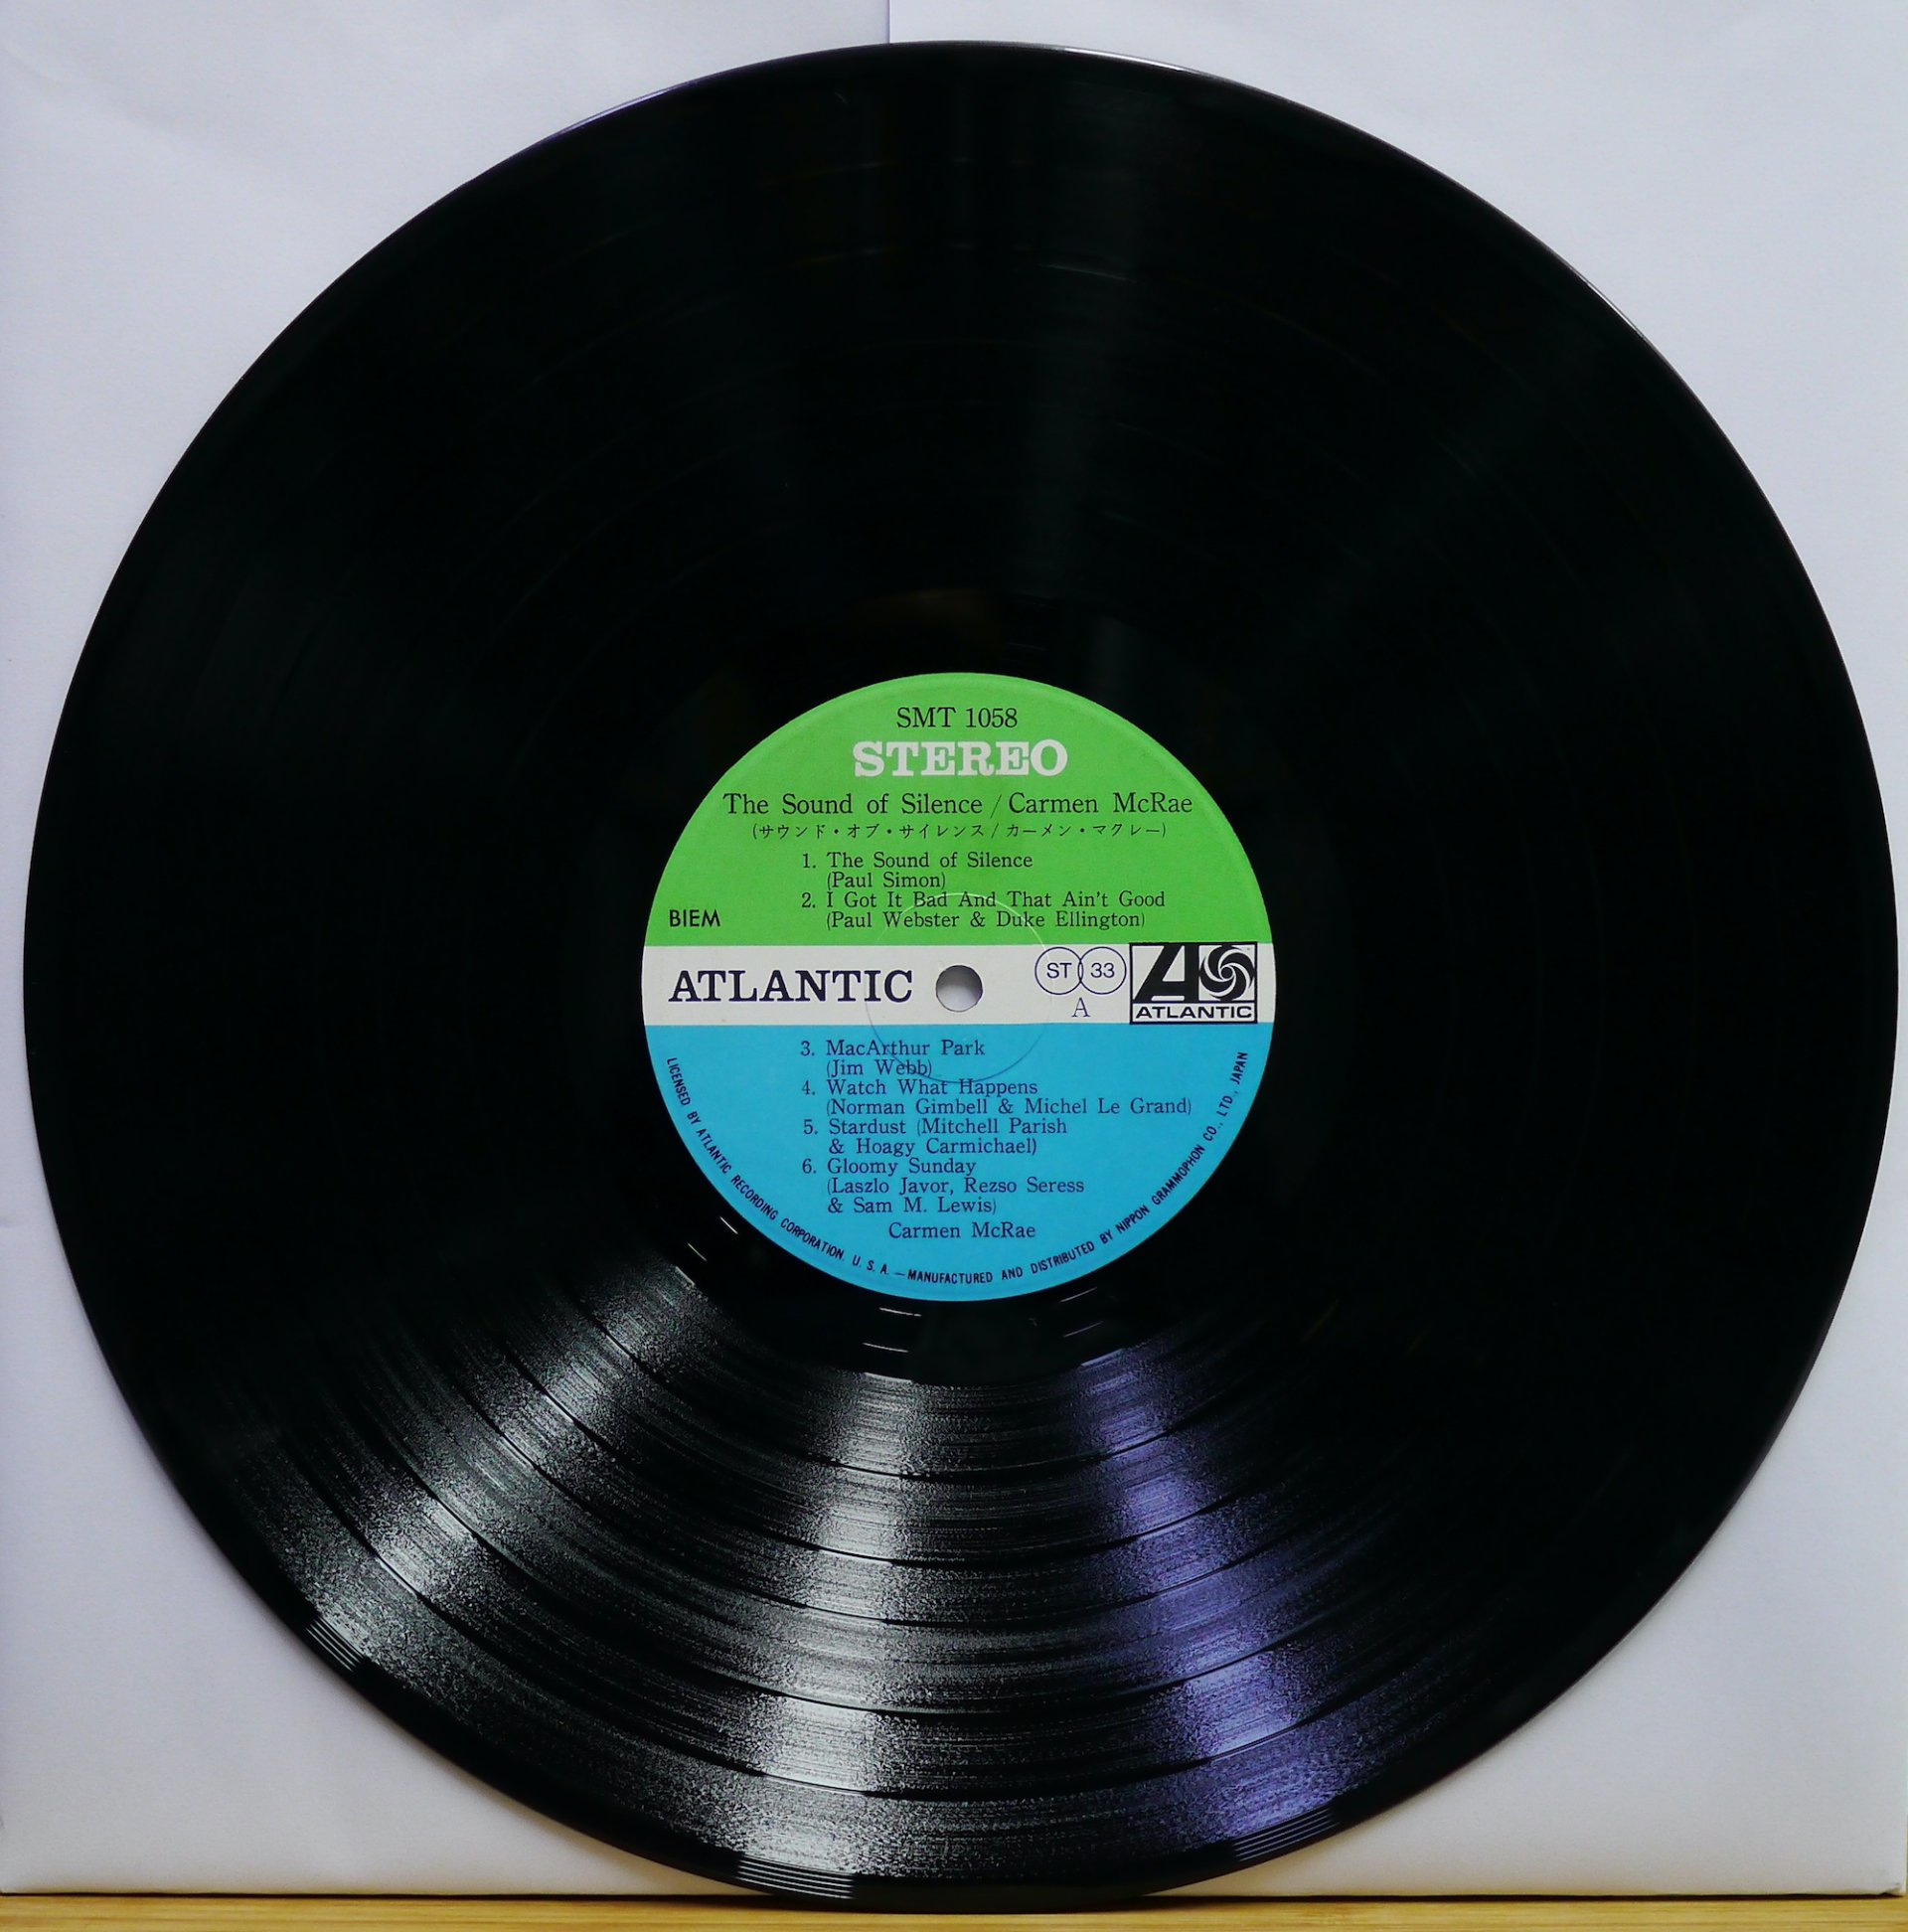 SMT 1058
STEREO
The Sound of Silence / Carmen McRae
(サウンド・オブ・サイレンス / カーメン・マクレー)
1. The Sound of Silence
(Paul Simon)
2. I Got It Bad And That Ain't Good
(Paul Webster & Duke Ellington)
BIEM
ATLANTIC
ST 33
A
ATLANTIC
3. MacArthur Park
(Jim Webb)
4. Watch What Happens
(Norman Gimbell & Michel Le Grand)
5. Stardust (Mitchell Parish
& Hoagy Carmichael)
6. Gloomy Sunday
(Laszlo Javor, Rezso Seress
& Sam M. Lewis)
Carmen McRae
LICENSED BY ATLANTIC RECORDING CORPORATION. U. S. A. — MANUFACTURED AND DISTRIBUTED BY NIPPON GRAMMOPHON CO., LTD., JAPAN